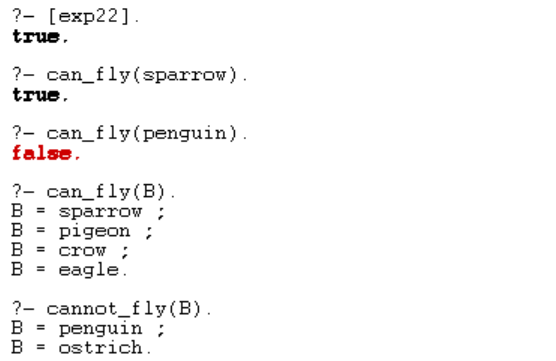 ?- [exp22].
true.
?- can_fly(sparrow).
true.
?- can_fly(penguin).
false.
?- can_fly(B).
B = sparrow ;
B = pigeon ;
B = crow ;
B = eagle.
?- cannot_fly(B).
B = penguin ;
B = ostrich.